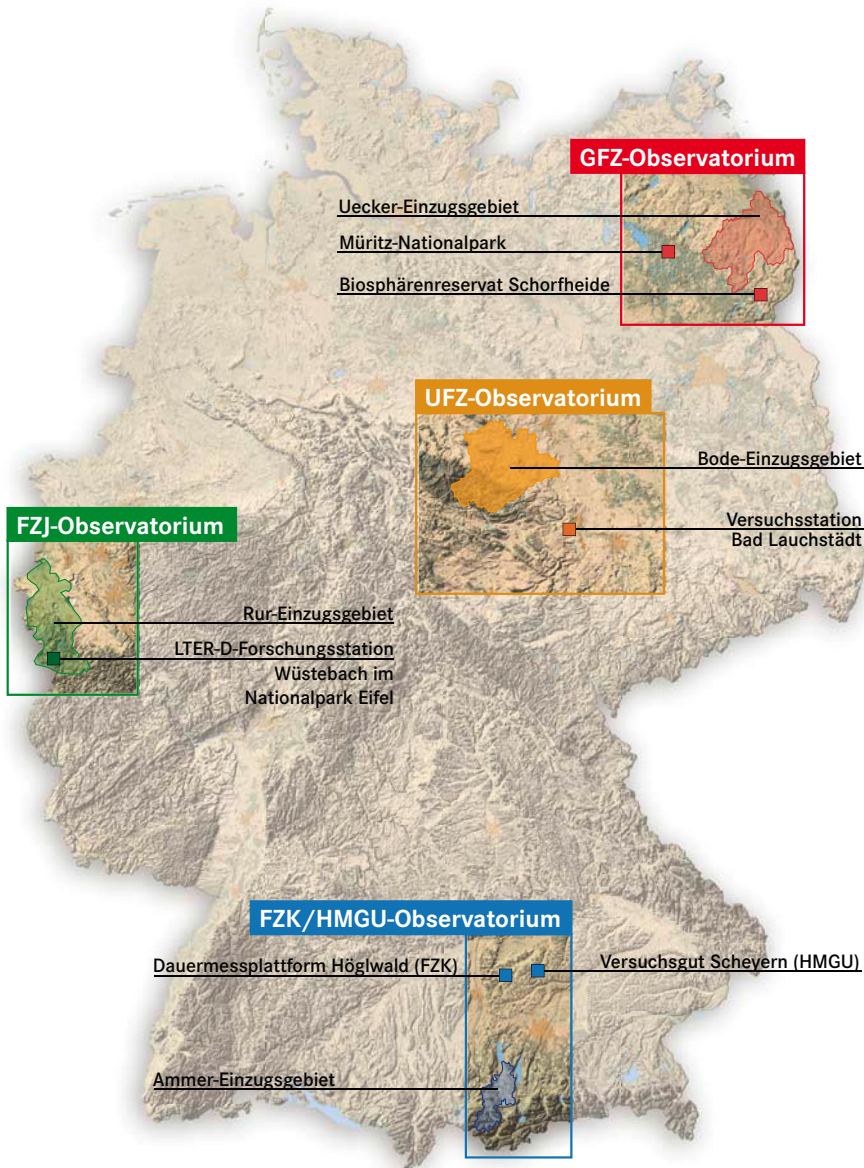 GFZ-Observatorium
Uecker-Einzugsgebiet
Müritz-Nationalpark
Biosphärenreservat Schorfheide
UFZ-Observatorium
Bode-Einzugsgebiet
Versuchsstation
Bad Lauchstädt
FZJ-Observatorium
Rur-Einzugsgebiet
LTER-D-Forschungsstation
Wüstebach im
Nationalpark Eifel
FZK/HMGU-Observatorium
Dauermessplattform Höglwald (FZK)
Versuchsgut Scheyern (HMGU)
Ammer-Einzugsgebiet